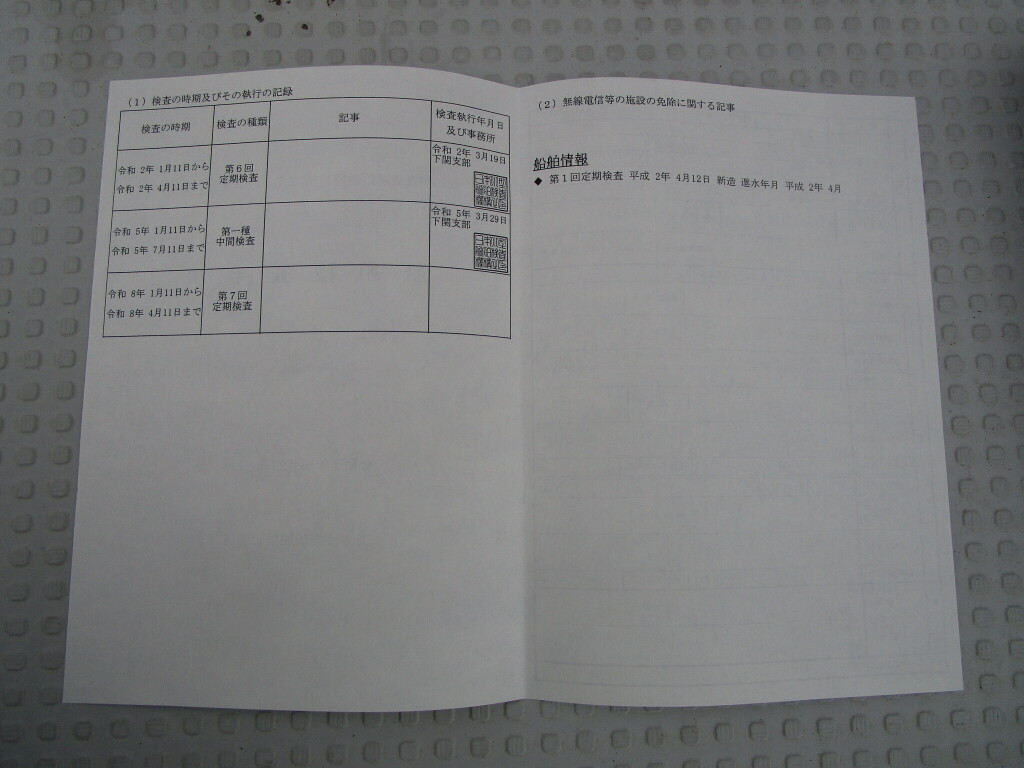 （1）検査の時期及びその執行の記録
検査の時期 検査の種類 記事 検査執行年月日
及び事務所
令和 2年 1月11日から
令和 2年 4月11日まで
第６回
定期検査
令和 2年 3月19日
下関支部
令和 5年 1月11日から
令和 5年 7月11日まで
第一種
中間検査
令和 5年 3月29日
下関支部
令和 8年 1月11日から
令和 8年 4月11日まで
第７回
定期検査
（2）無線電信等の施設の免除に関する記事
船舶情報
◆ 第１回定期検査 平成 2年 4月12日 新造 進水年月 平成 2年 4月